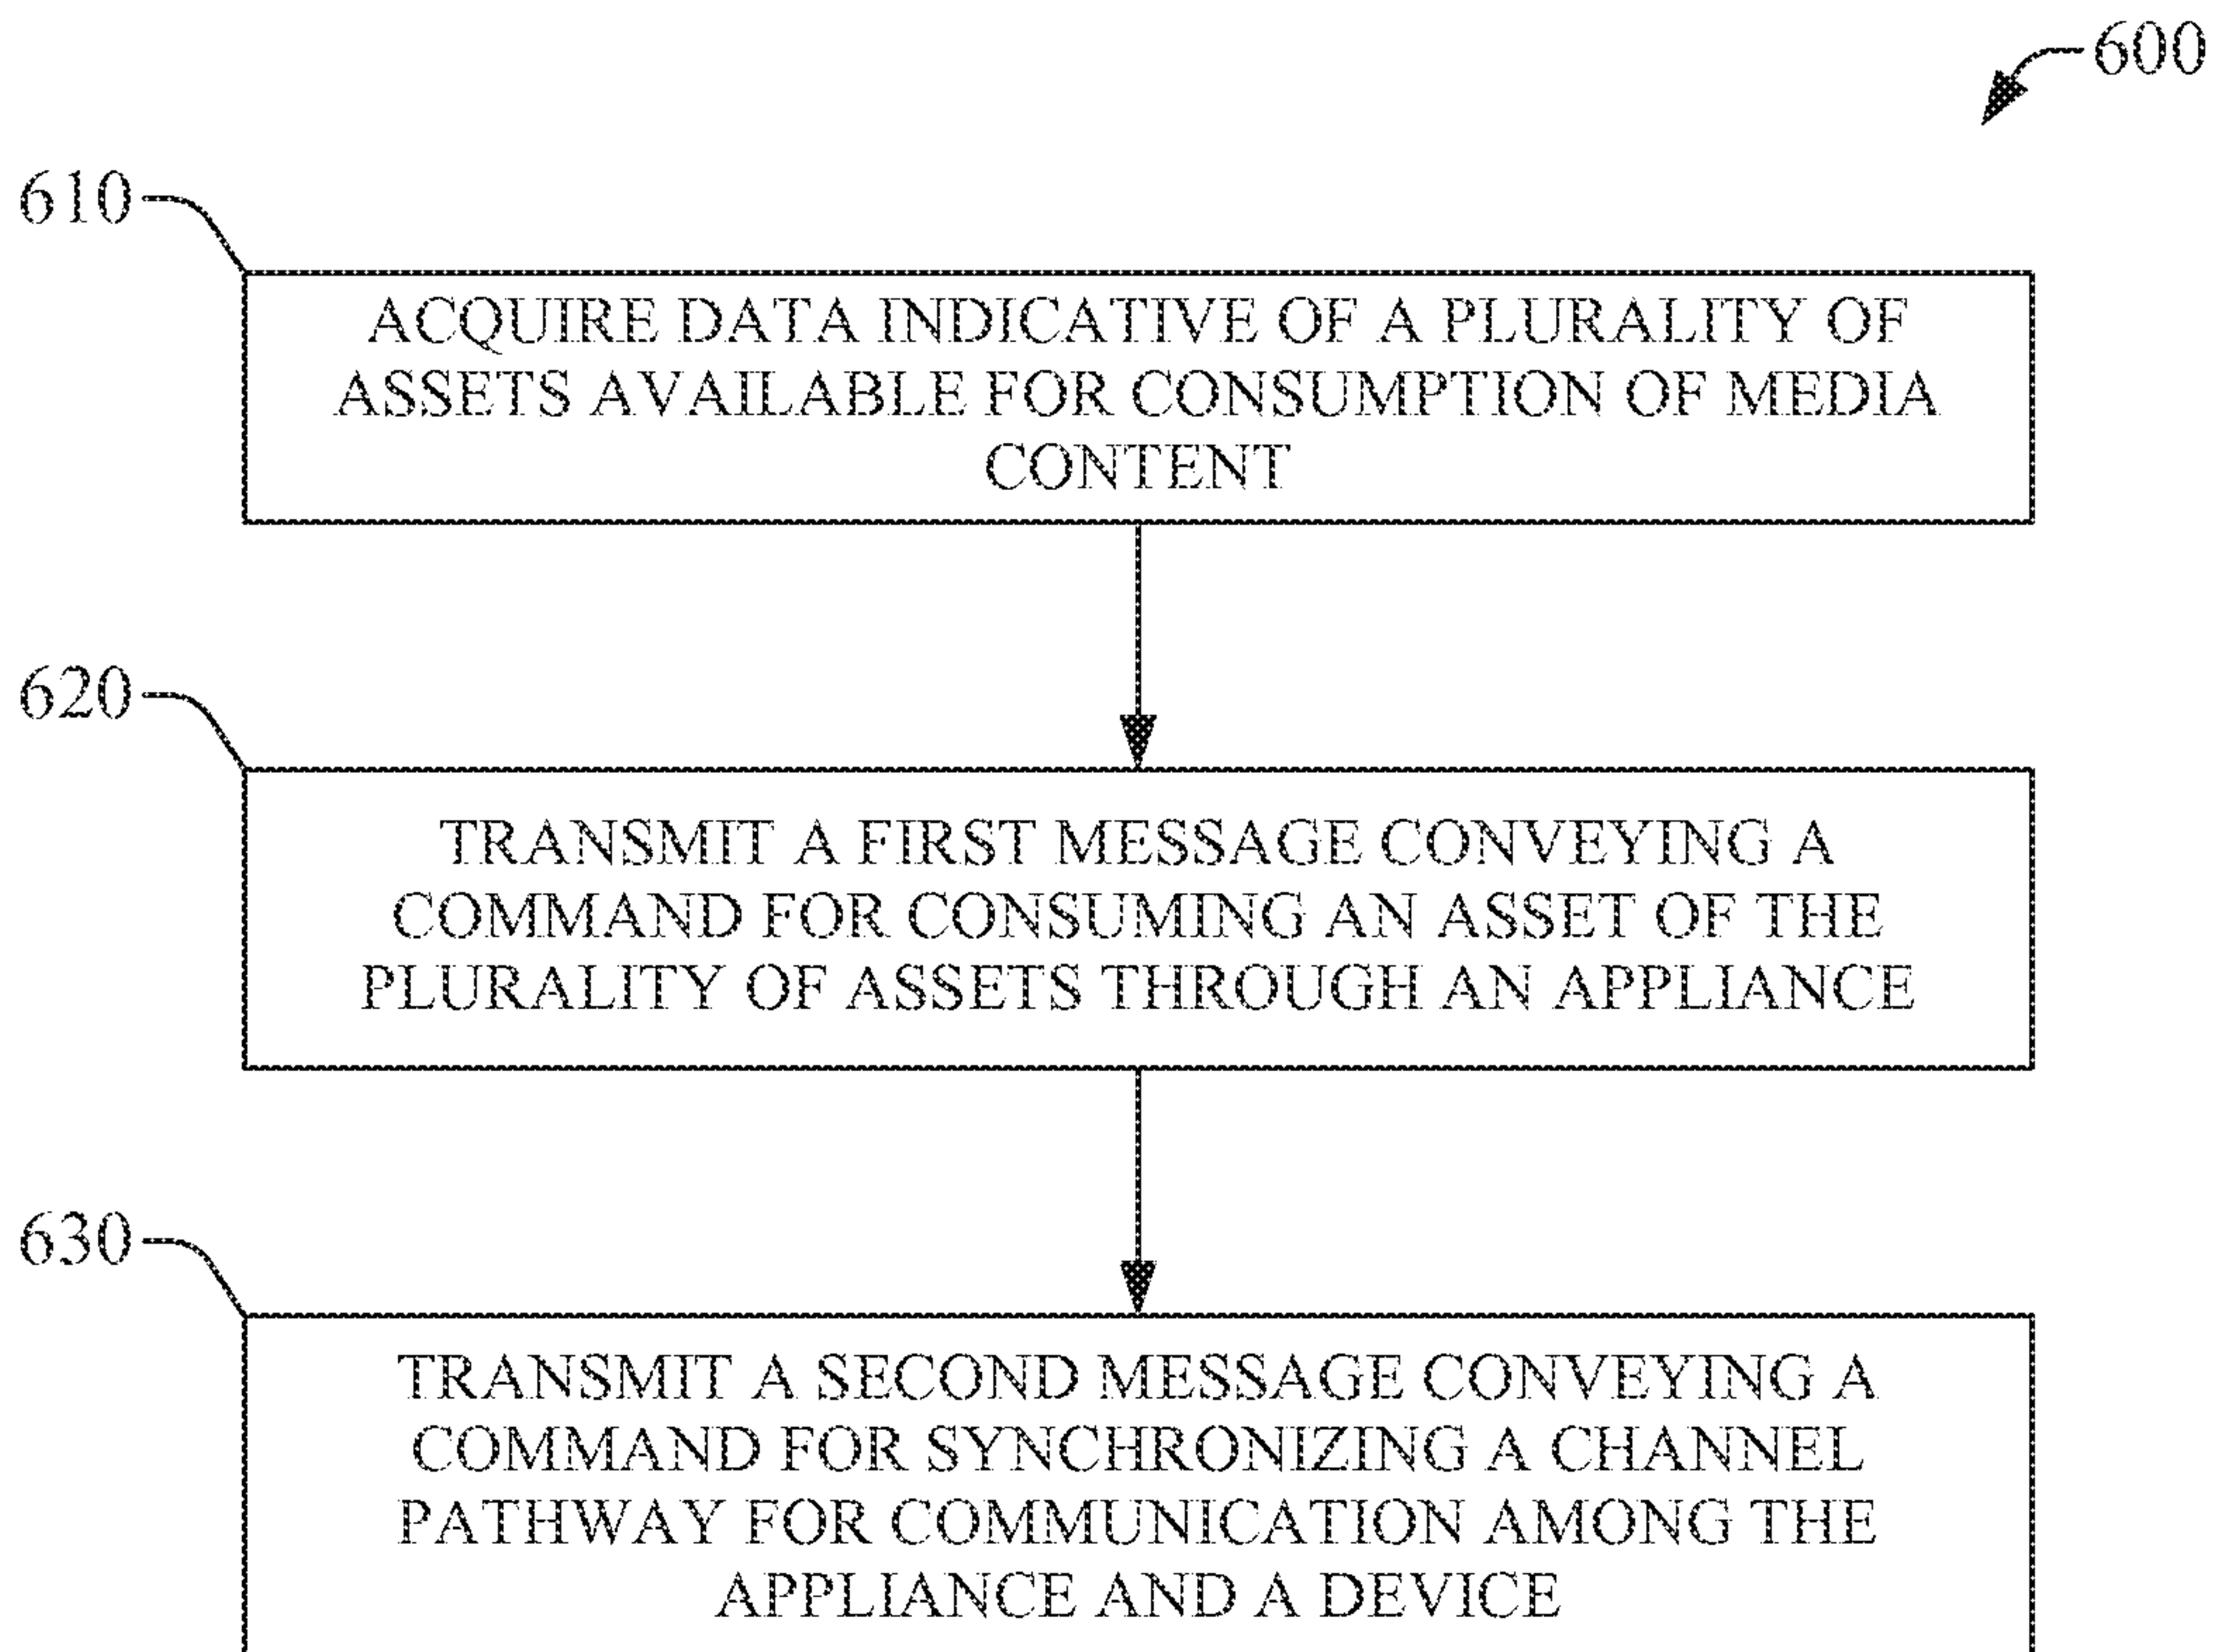 600
610
ACQUIRE DATA INDICATIVE OF A PLURALITY OF
ASSETS AVAILABLE FOR CONSUMPTION OF MEDIA
CONTENT
620
TRANSMIT A FIRST MESSAGE CONVEYING A
COMMAND FOR CONSUMING AN ASSET OF THE
PLURALITY OF ASSETS THROUGH AN APPLIANCE
630
TRANSMIT A SECOND MESSAGE CONVEYING A
COMMAND FOR SYNCHRONIZING A CHANNEL
PATHWAY FOR COMMUNICATION AMONG THE
APPLIANCE AND A DEVICE